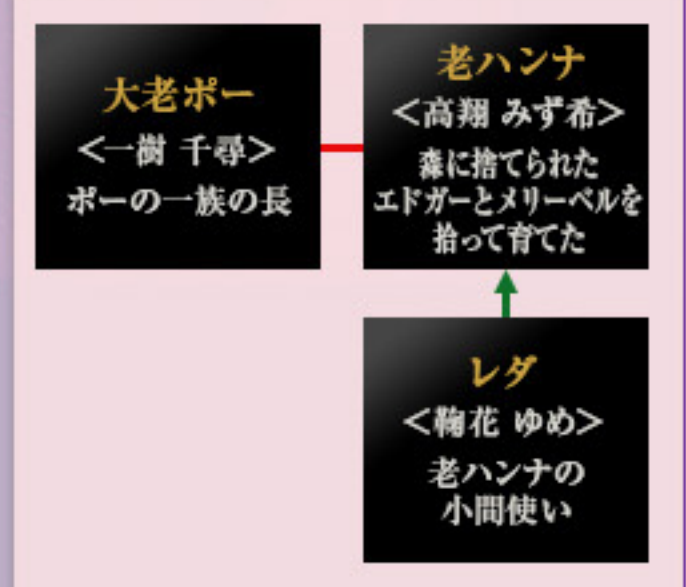 大老ポー
＜一樹 千尋＞
ポーの一族の長
老ハンナ
＜高翔 みず希＞
森に捨てられた
エドガーとメリーベルを
拾って育てた
レダ
＜鞠花 ゆめ＞
老ハンナの
小間使い